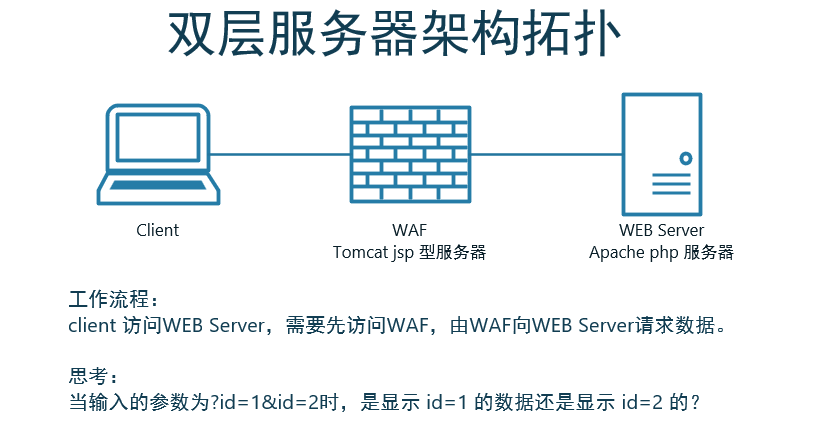 双层服务器架构拓扑
Client
WAF
WEB Server
Tomcat jsp 型服务器
Apache php 服务器
工作流程：
client 访问WEB Server，需要先访问WAF，由WAF向WEB Server请求数据。
思考：
当输入的参数为?id=1&id=2时，是显示 id=1 的数据还是显示 id=2 的？